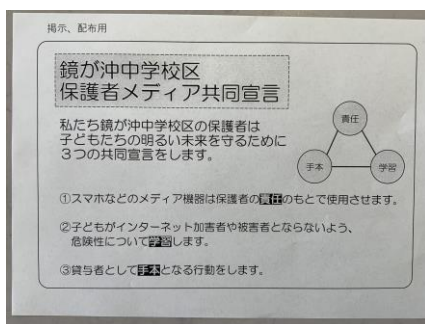 掲示、配布用
鏡が沖中学校区
保護者メディア共同宣言
私たち鏡が沖中学校区の保護者は
子どもたちの明るい未来を守るために
３つの共同宣言をします。
責任
手本
学習
①スマホなどのメディア機器は保護者の責任のもとで使用させます。
②子どもがインターネット加害者や被害者とならないよう、
危険性について学習します。
③貸与者として手本となる行動をします。